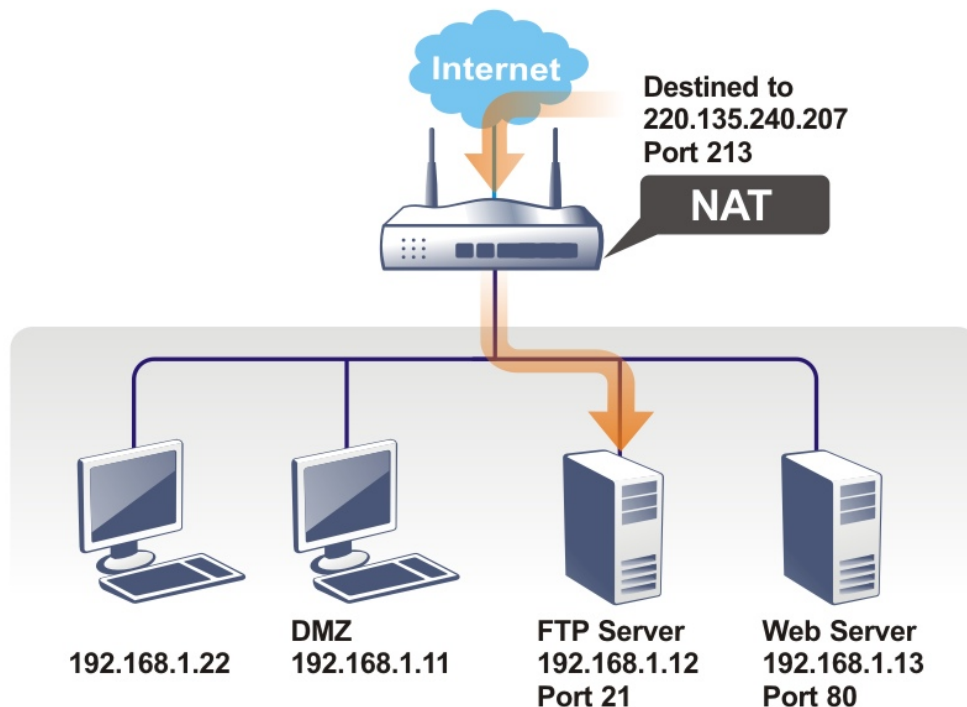 Internet
Destined to
220.135.240.207
Port 213
NAT
192.168.1.22
DMZ
192.168.1.11
FTP Server
192.168.1.12
Port 21
Web Server
192.168.1.13
Port 80